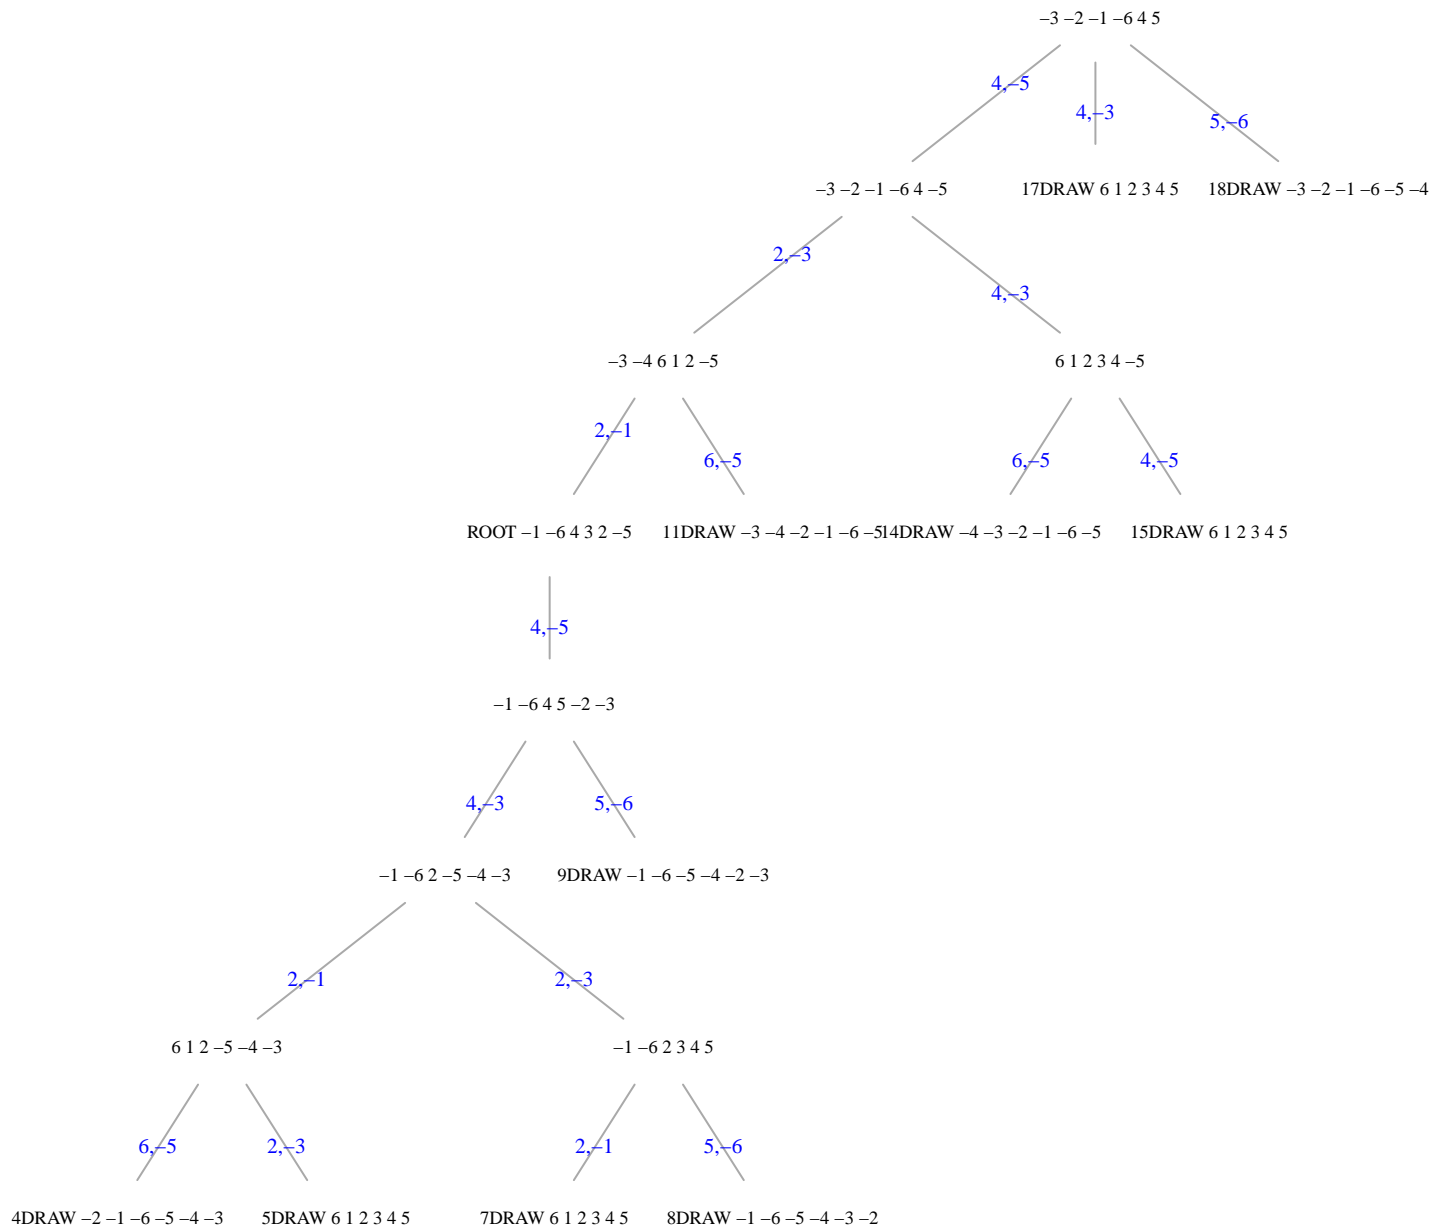 –3 –2 –1 –6 4 5
4,–5
4,–3
5,–6
–3 –2 –1 –6 4 –5
17DRAW 6 1 2 3 4 5
18DRAW –3 –2 –1 –6 –5 –4
2,–3
4,–3
–3 –4 6 1 2 –5
6 1 2 3 4 –5
2,–1
6,–5
6,–5
4,–5
ROOT –1 –6 4 3 2 –5
11DRAW –3 –4 –2 –1 –6 –5
14DRAW –4 –3 –2 –1 –6 –5
15DRAW 6 1 2 3 4 5
4,–5
–1 –6 4 5 –2 –3
4,–3
5,–6
–1 –6 2 –5 –4 –3
9DRAW –1 –6 –5 –4 –2 –3
2,–1
2,–3
6 1 2 –5 –4 –3
–1 –6 2 3 4 5
6,–5
2,–3
2,–1
5,–6
4DRAW –2 –1 –6 –5 –4 –3
5DRAW 6 1 2 3 4 5
7DRAW 6 1 2 3 4 5
8DRAW –1 –6 –5 –4 –3 –2